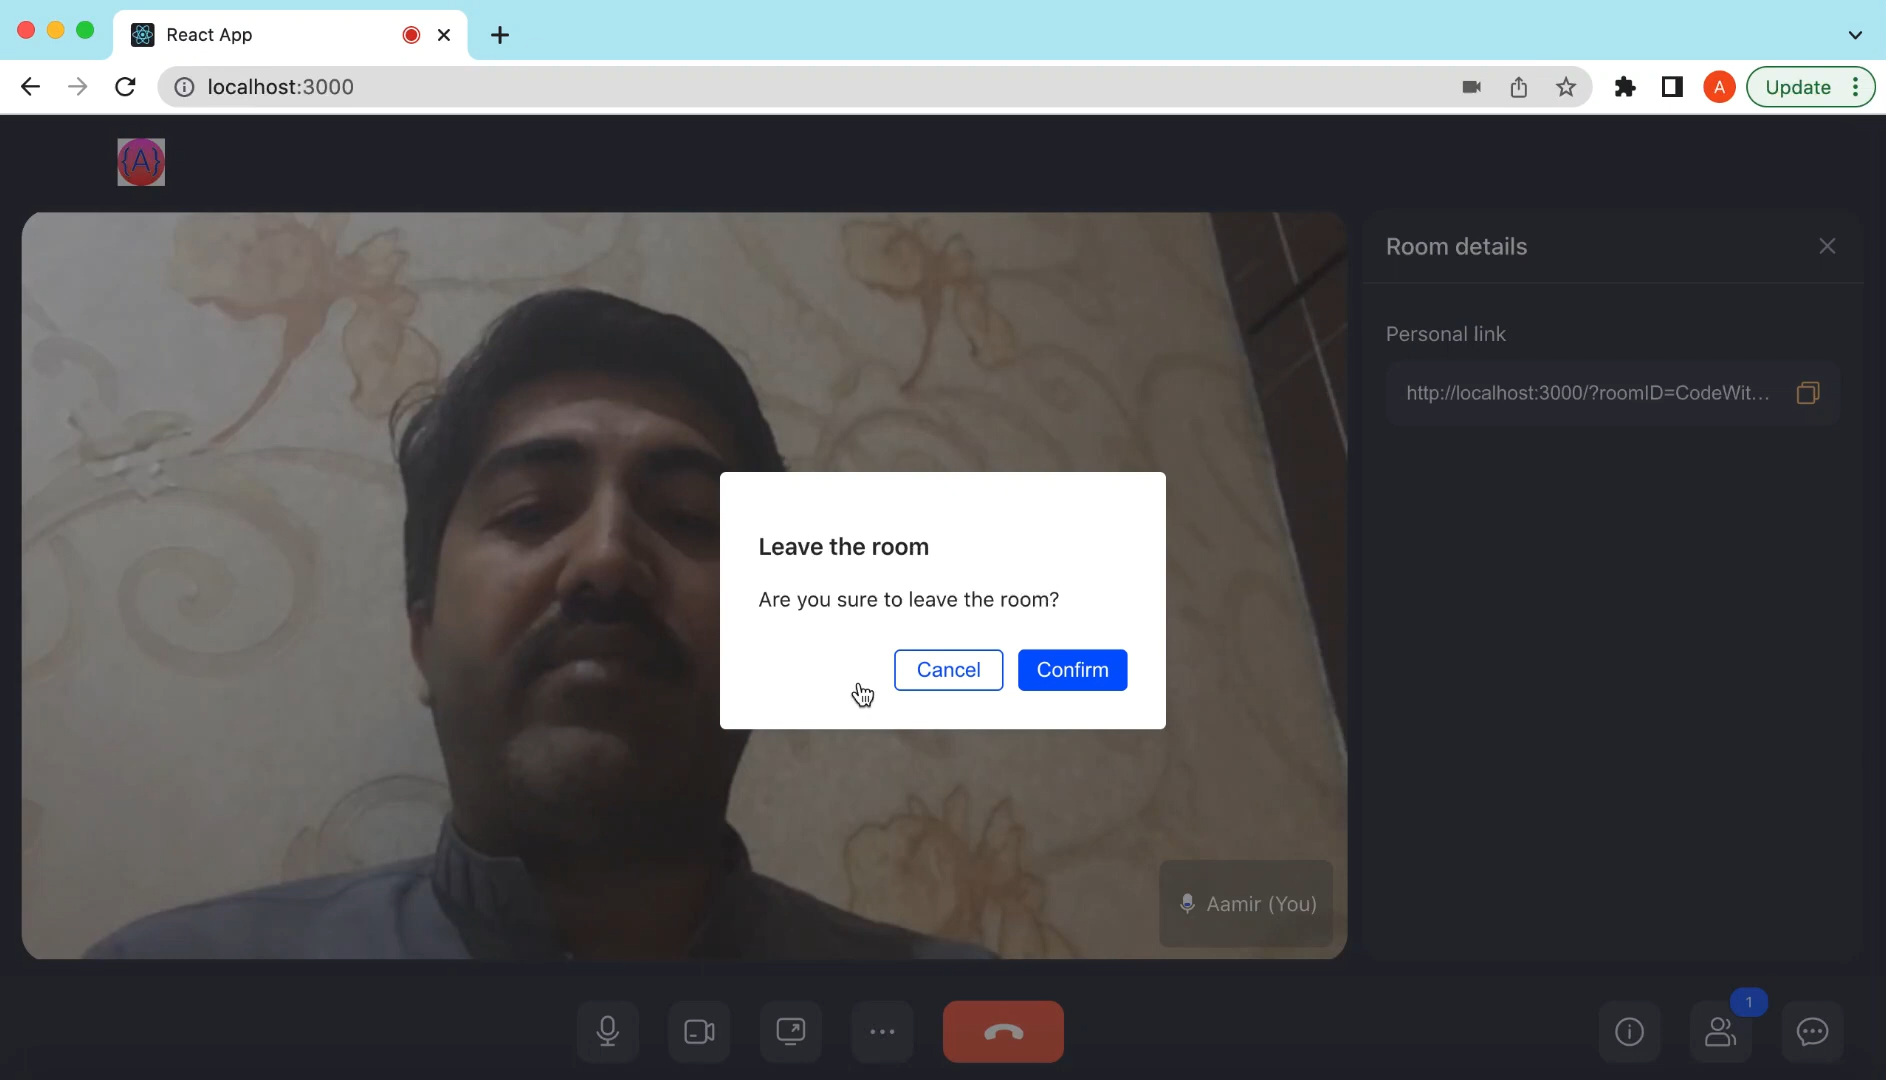 React App
localhost:3000
A
Update
{A}
Room details
Personal link
http://localhost:3000/?roomID=CodeWit...
Leave the room
Are you sure to leave the room?
Cancel
Confirm
Aamir (You)
1